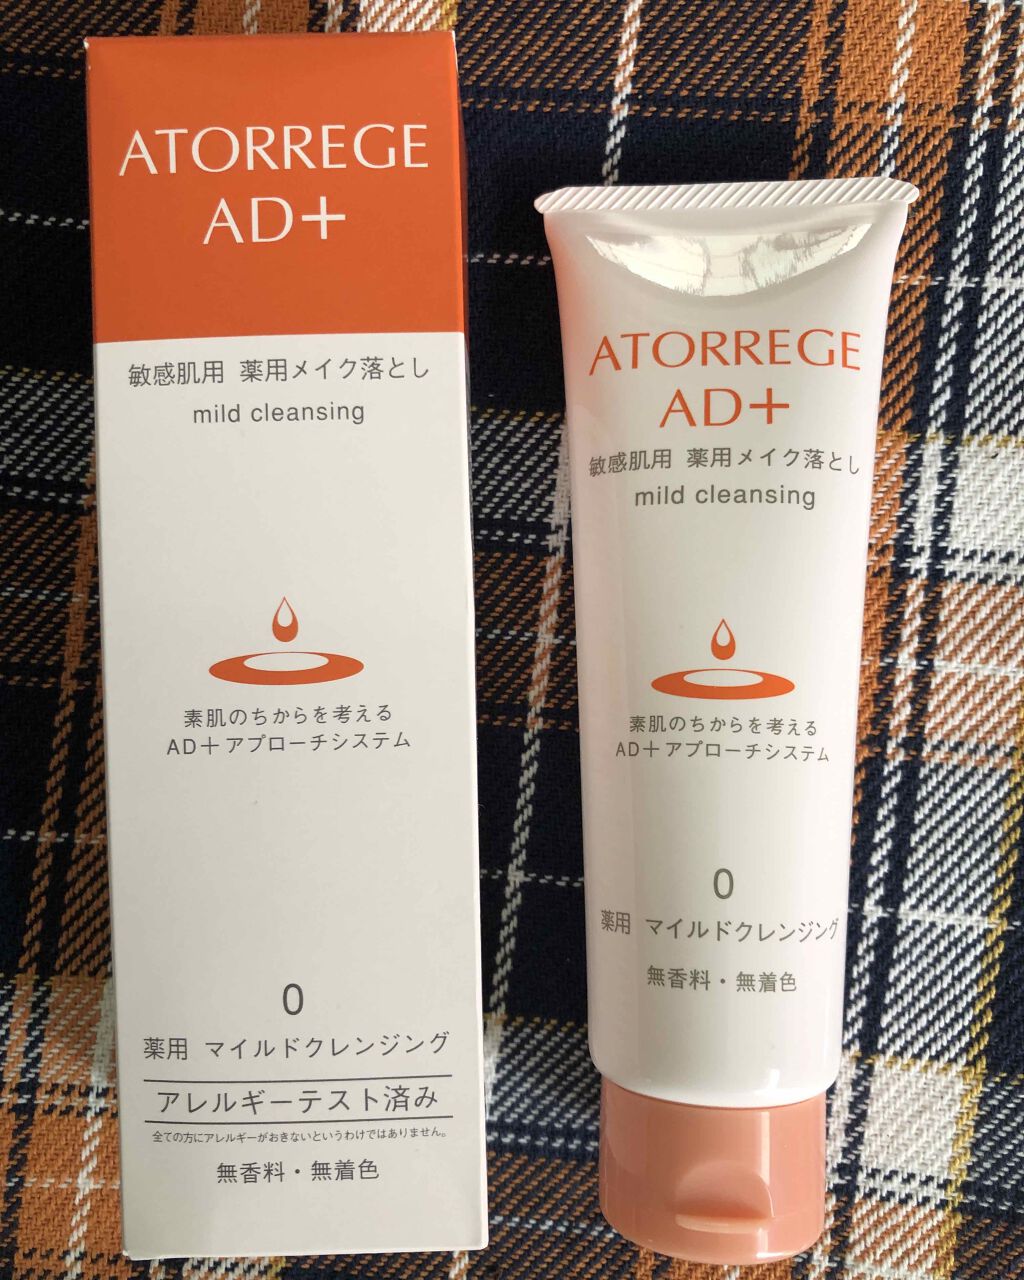 ATORREGE
AD+
敏感肌用 薬用メイク落とし
mild cleansing
素肌のちからを考える
AD+アプローチシステム
0
薬用 マイルドクレンジング
アレルギーテスト済み
全ての方にアレルギーがおきないというわけではありません。
無香料・無着色
ATORREGE
AD+
敏感肌用 薬用メイク落とし
mild cleansing
素肌のちからを考える
AD+アプローチシステム
0
薬用 マイルドクレンジング
無香料・無着色